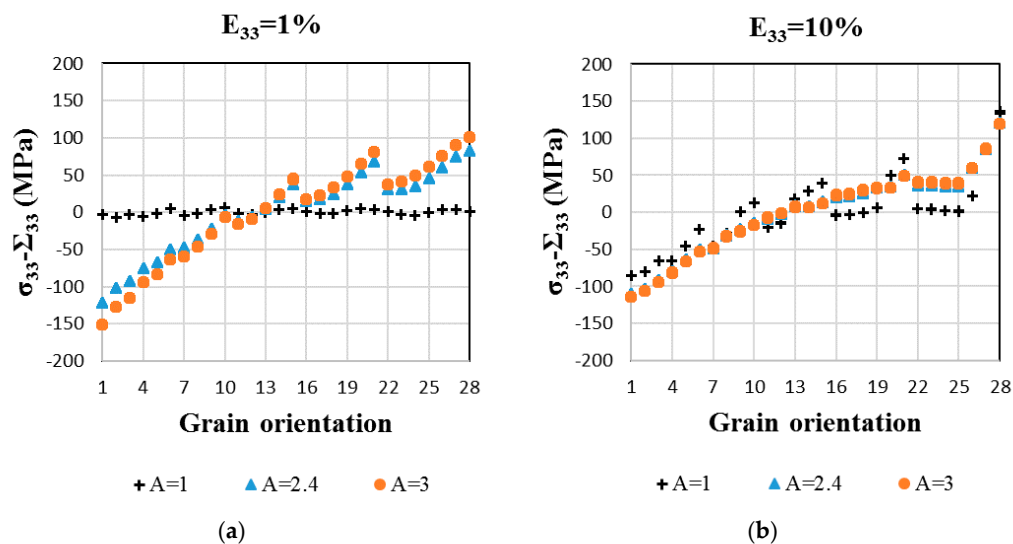 E₃₃=1%
200
150
100
50
0
-50
-100
-150
-200
σ₃₃-Σ₃₃ (MPa)
1 4 7 10 13 16 19 22 25 28
Grain orientation
A=1 A=2.4 A=3
(a)
E₃₃=10%
200
150
100
50
0
-50
-100
-150
-200
σ₃₃-Σ₃₃ (MPa)
1 4 7 10 13 16 19 22 25 28
Grain orientation
A=1 A=2.4 A=3
(b)